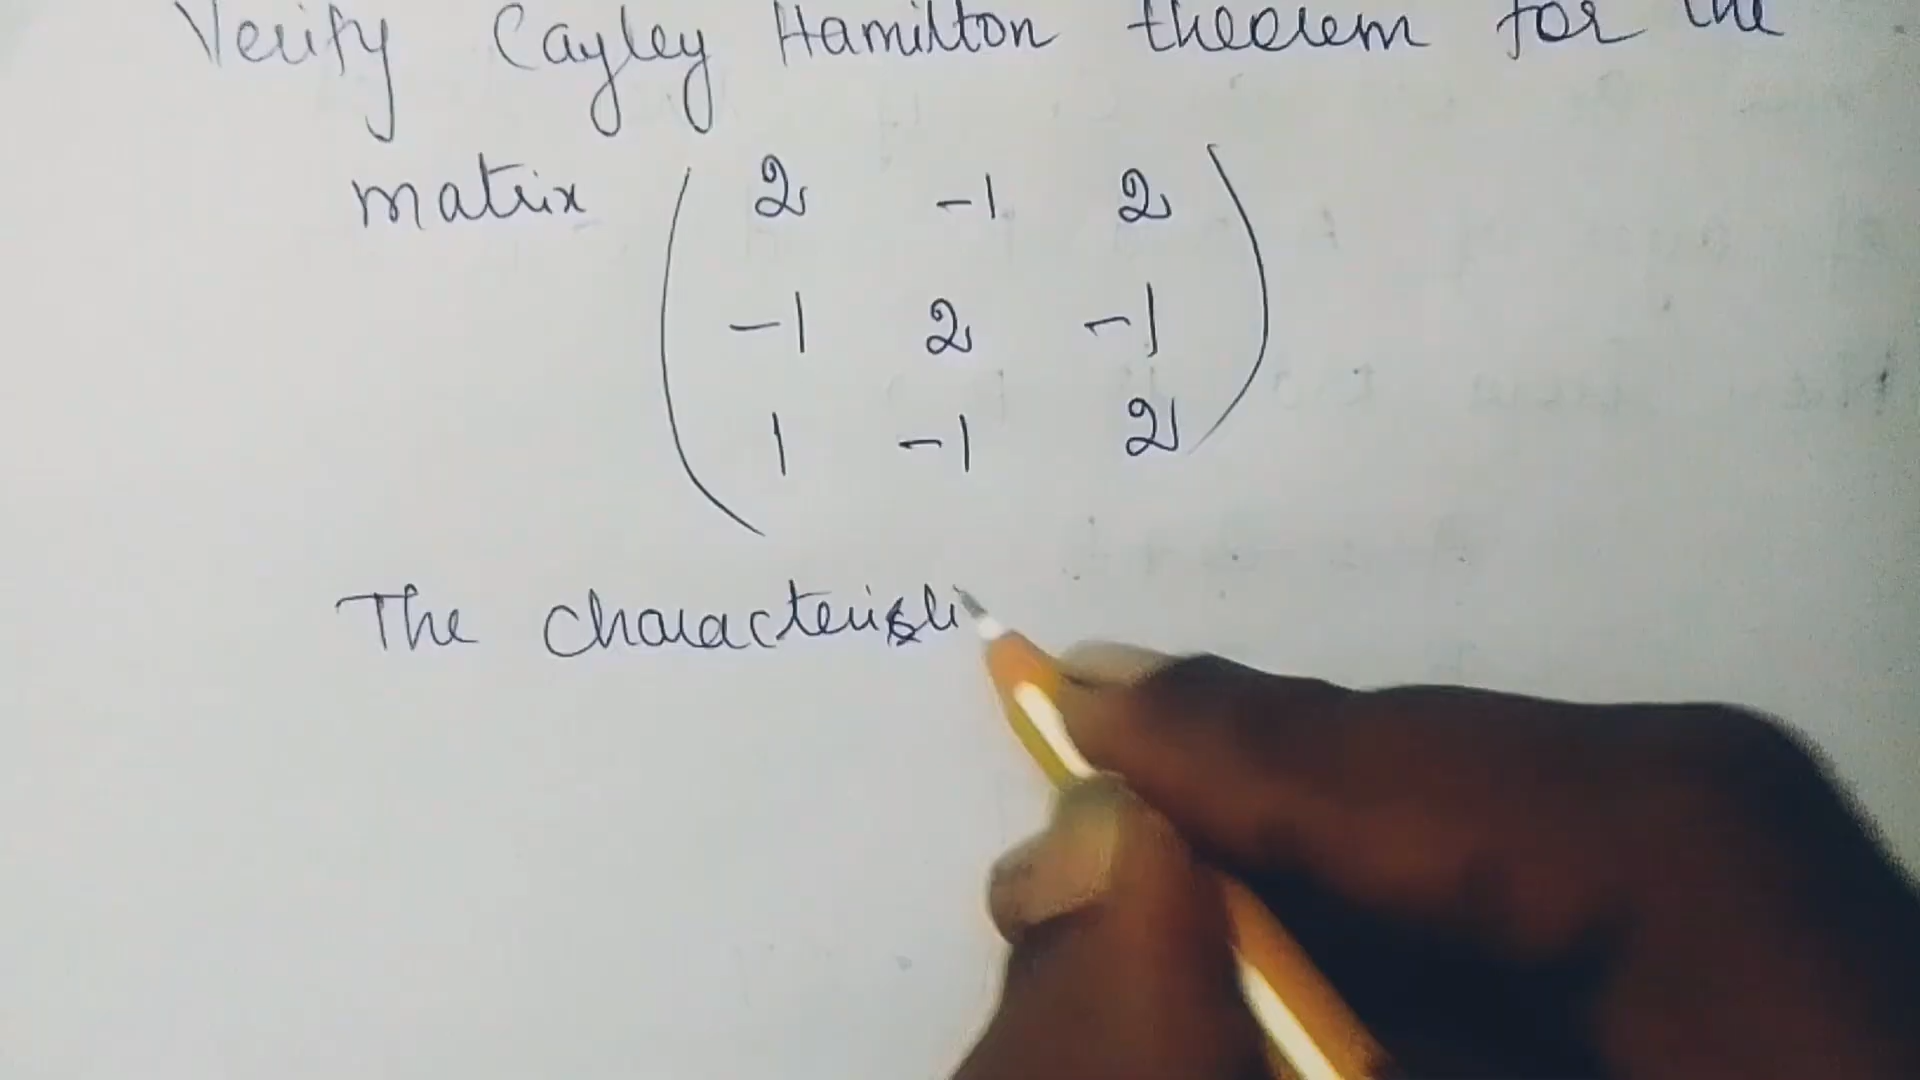 Verify Cayley Hamilton theorem for the
matrix ( 2 -1 2
-1 2 -1
1 -1 2 )
The characteristi